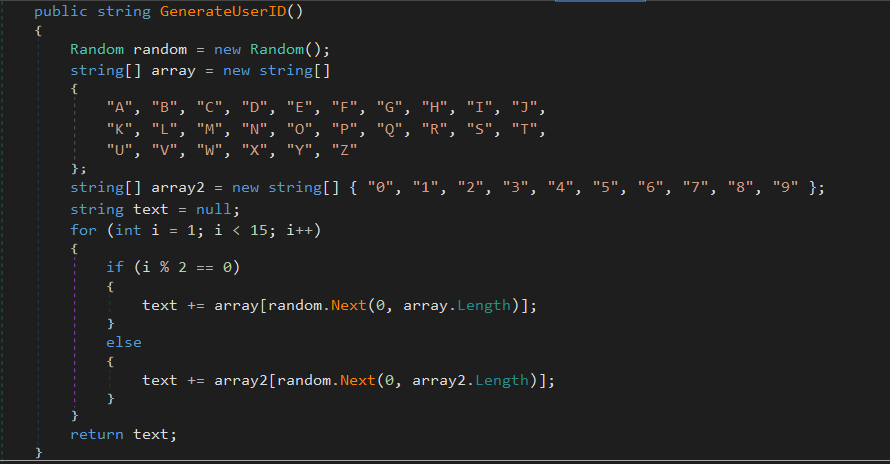 public string GenerateUserID()
{
Random random = new Random();
string[] array = new string[]
{
"A", "B", "C", "D", "E", "F", "G", "H", "I", "J",
"K", "L", "M", "N", "O", "P", "Q", "R", "S", "T",
"U", "V", "W", "X", "Y", "Z"
};
string[] array2 = new string[] { "0", "1", "2", "3", "4", "5", "6", "7", "8", "9" };
string text = null;
for (int i = 1; i < 15; i++)
{
if (i % 2 == 0)
{
text += array[random.Next(0, array.Length)];
}
else
{
text += array2[random.Next(0, array2.Length)];
}
}
return text;
}